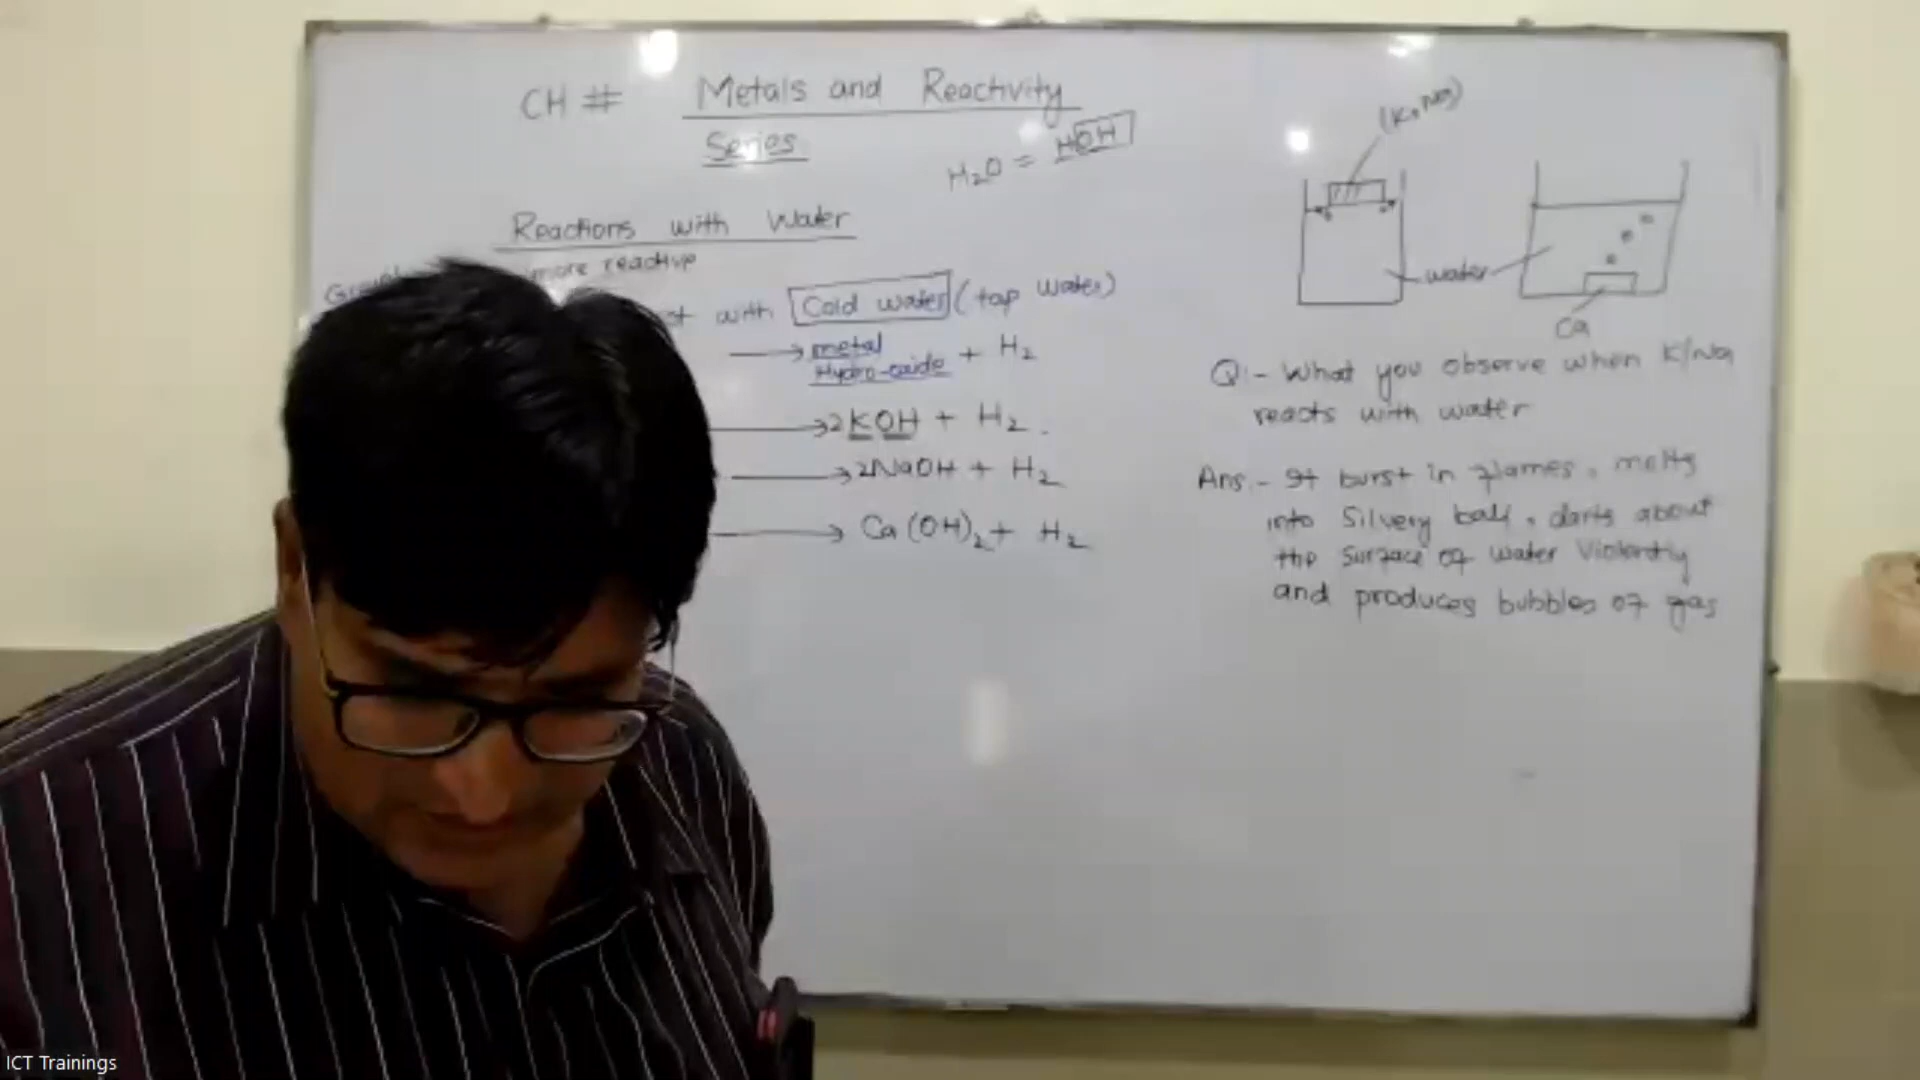 CH # Metals and Reactivity
Series
H2O = HOH
Reactions with Water
more reactive
with Cold water (tap water)
→ metal
Hydro-oxide + H2
→ 2KOH + H2
→ 2NaOH + H2
→ Ca(OH)2 + H2
(K, Na)
water
Ca
Q:- What you observe when K/Na
reacts with water
Ans:- It burst in flames, melts
into Silvery ball, darts about
the surface of water Violently
and produces bubbles of gas
ICT Trainings